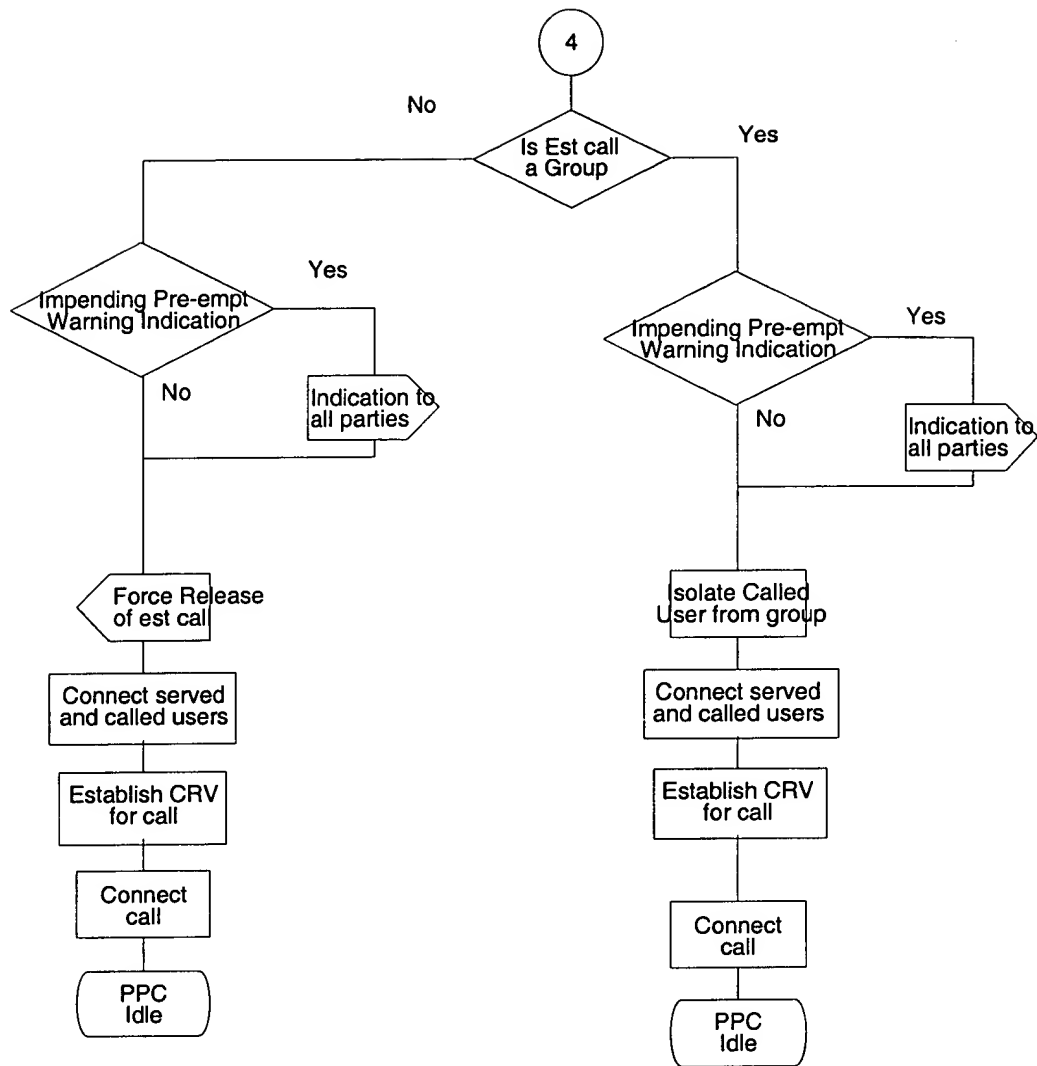 4
No
Is Est call
a Group
Yes
Impending Pre-empt
Warning Indication
Yes
No
Indication to
all parties
Force Release
of est call
Connect served
and called users
Establish CRV
for call
Connect
call
PPC
Idle
Impending Pre-empt
Warning Indication
Yes
No
Indication to
all parties
Isolate Called
User from group
Connect served
and called users
Establish CRV
for call
Connect
call
PPC
Idle